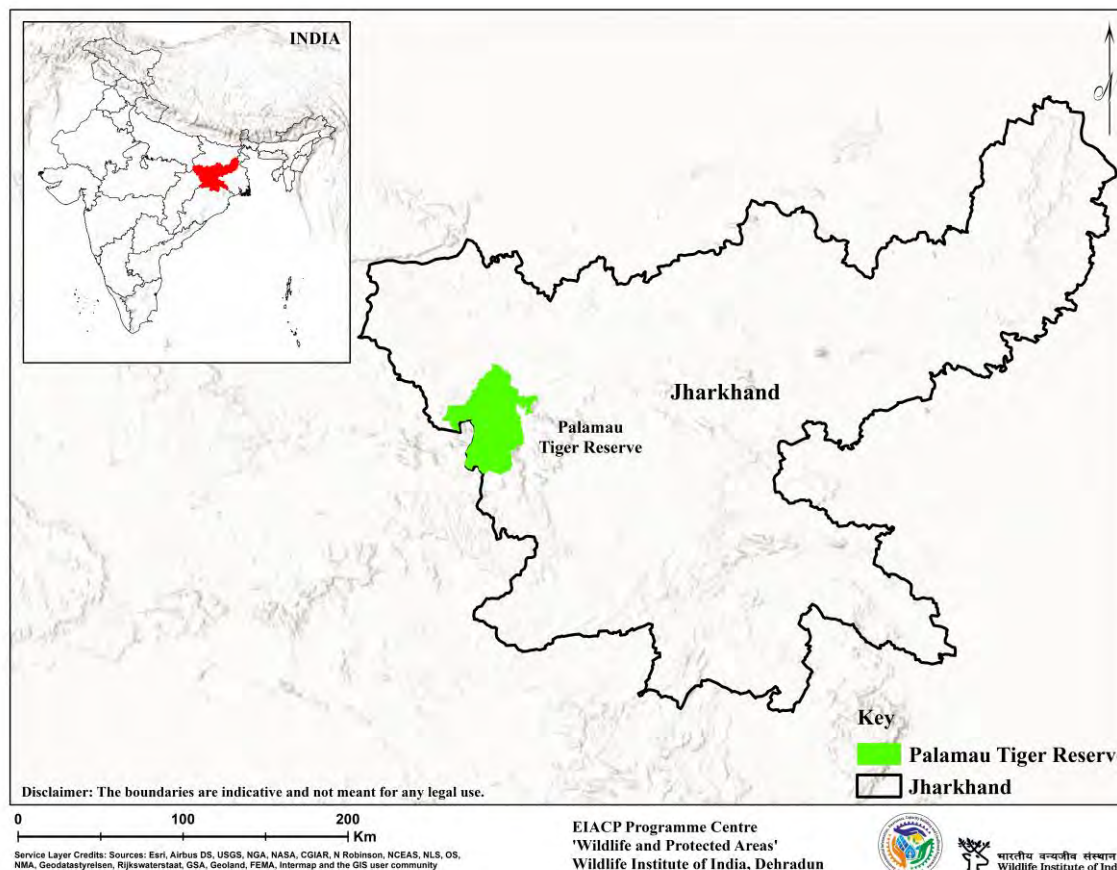 INDIA
Jharkhand
Palamau
Tiger Reserve
Key
Palamau Tiger Reserv
Jharkhand
Disclaimer: The boundaries are indicative and not meant for any legal use.
0 100 200
Km
Service Layer Credits: Sources: Esri, Airbus DS, USGS, NGA, NASA, CGIAR, N Robinson, NCEAS, NLS, OS,
NMA, Geodatastyrelsen, Rijkswaterstaat, GSA, Geoland, FEMA, Intermap and the GIS user community
EIACP Programme Centre
'Wildlife and Protected Areas'
Wildlife Institute of India, Dehradun
भारतीय वन्यजीव संस्थान
Wildlife Institute of Ind